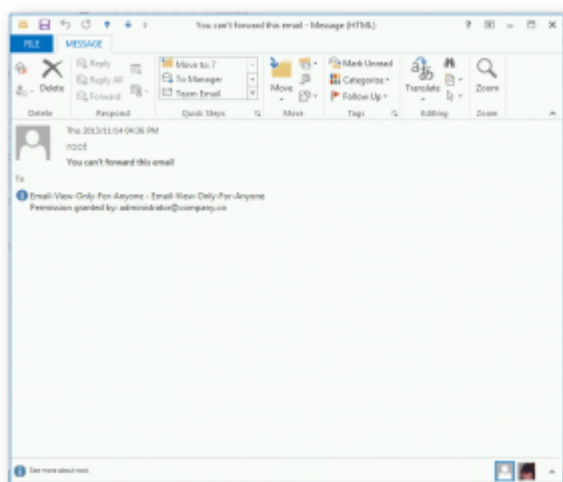 You can't forward this email - Message (HTML)
FILE MESSAGE
Delete
Reply
Reply All
Forward
Move to: ?
To Manager
Team Email
Move
Mark Unread
Categorize
Follow Up
Translate
Zoom
Delete Respond Quick Steps Move Tags Editing Zoom
Thu 2013/11/14 04:36 PM
root
You can't forward this email
To
Email-View-Only-For-Anyone - Email-View-Only-For-Anyone
Permission granted by: administrator@company.co
See more about root